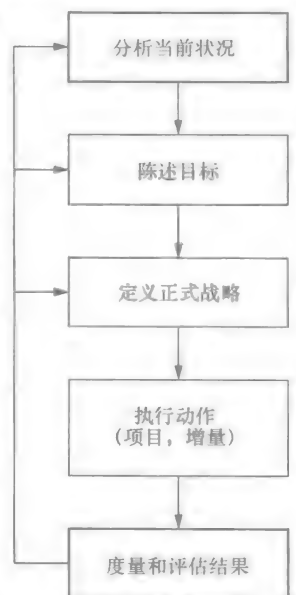 分析当前状况
陈述目标
定义正式战略
执行动作
(项目，增量)
度量和评估结果